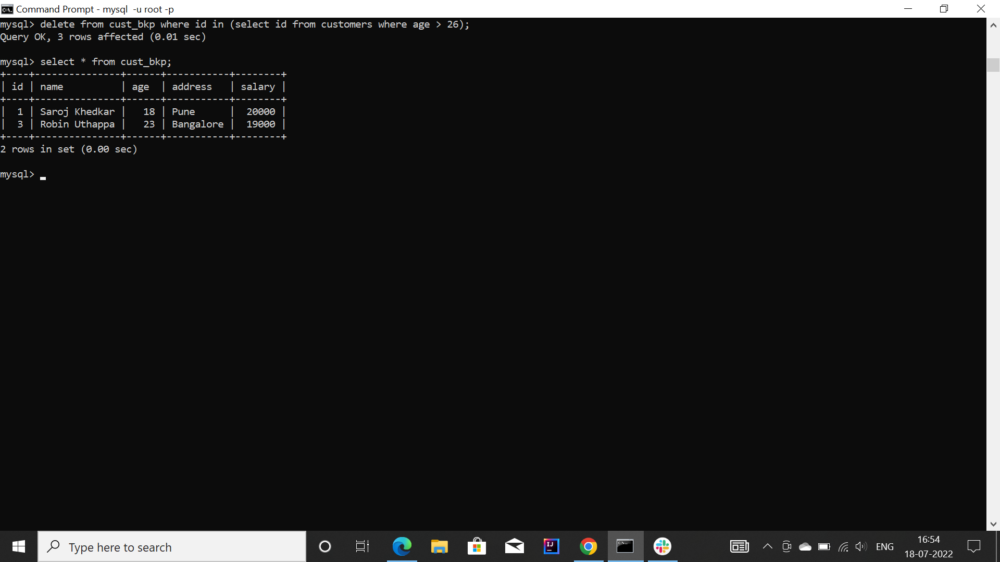 Command Prompt - mysql  -u root -p
mysql> delete from cust_bkp where id in (select id from customers where age > 26);
Query OK, 3 rows affected (0.01 sec)
mysql> select * from cust_bkp;
+----+---------------+------+-----------+--------+
| id | name          | age  | address   | salary |
+----+---------------+------+-----------+--------+
|  1 | Saroj Khedkar |   18 | Pune      |  20000 |
|  3 | Robin Uthappa |   23 | Bangalore |  19000 |
+----+---------------+------+-----------+--------+
2 rows in set (0.00 sec)
mysql>
Type here to search
ENG
16:54
18-07-2022